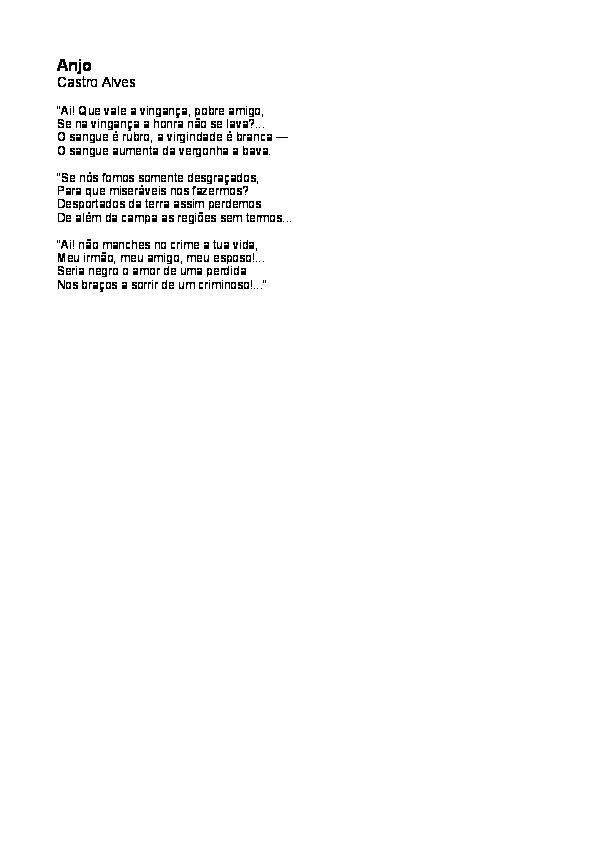 Anjo
Castro Alves
"Ai! Que vale a vingança, pobre amigo,
Se na vingança a honra não se lava?...
O sangue é rubro, a virgindade é branca —
O sangue aumenta da vergonha a bava.
"Se nós fomos somente desgraçados,
Para que miseráveis nos fazermos?
Desportados da terra assim perdemos
De além da campa as regiões sem termos...
"Ai! não manches no crime a tua vida,
Meu irmão, meu amigo, meu esposo!...
Seria negro o amor de uma perdida
Nos braços a sorrir de um criminoso!..."